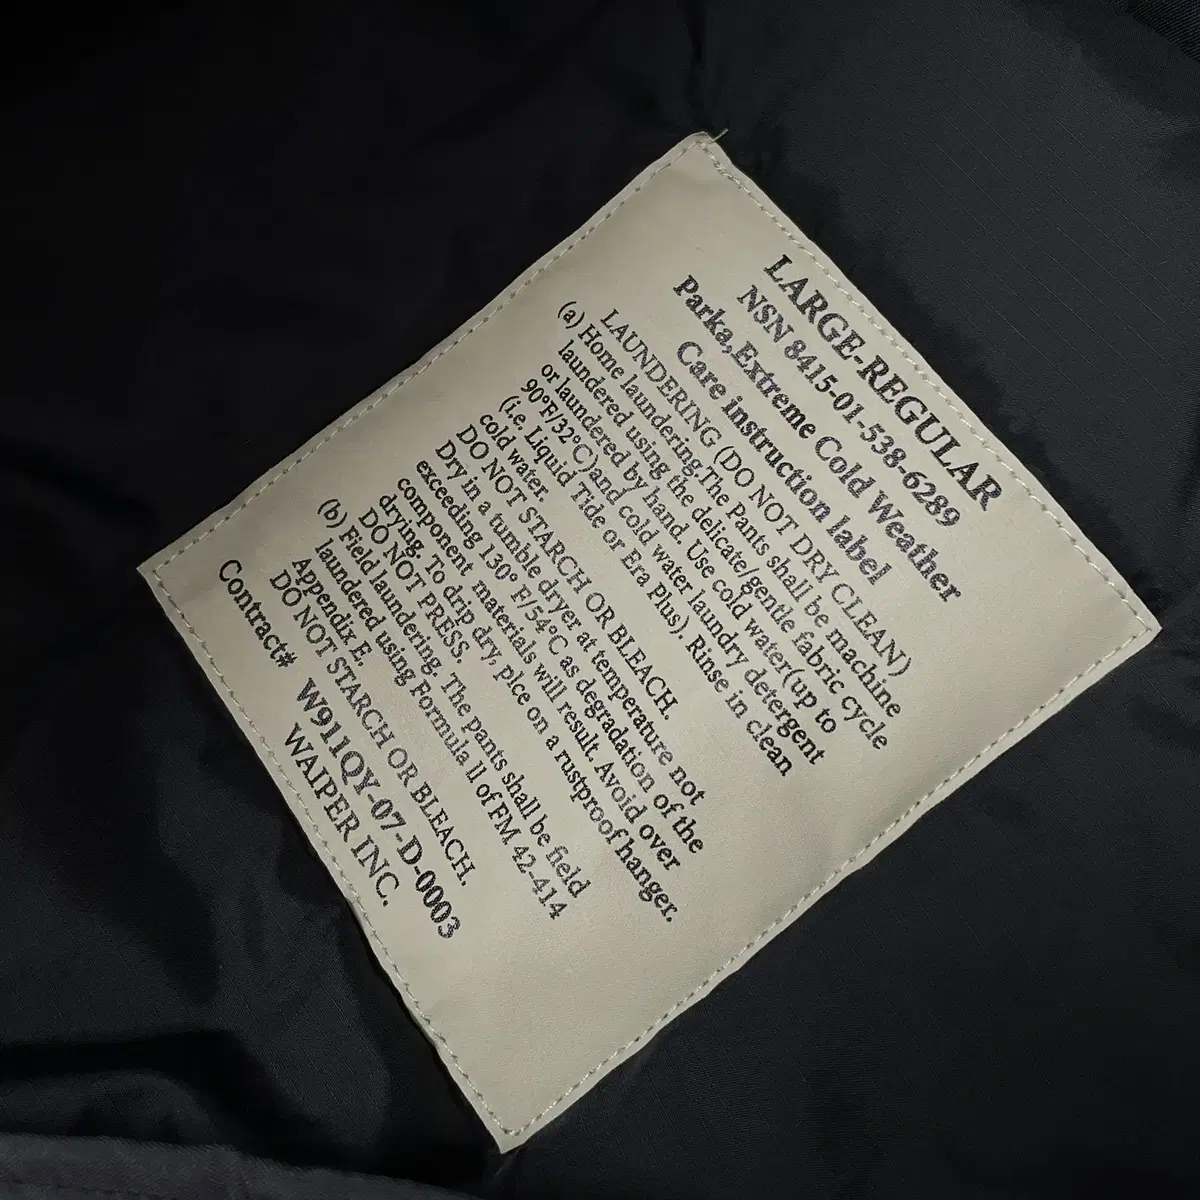 LARGE-REGULAR
NSN 8415-01-538-6289
Parka,Extreme Cold Weather
Care instruction label
LAUNDERING (DO NOT DRY CLEAN)
(a) Home laundering.The Pants shall be machine
laundered using the delicate/gentle fabric cycle
or laundered by hand. Use cold water(up to
90°F/32°C)and cold water laundry detergent
(i.e, Liquid Tide or Era Plus). Rinse in clean
cold water.
DO NOT STARCH OR BLEACH.
Dry in a tumble dryer at temperature not
exceeding 130° F/54°C as degradation of the
component materials will result. Avoid over
drying. To drip dry, plce on a rustproof hanger.
DO NOT PRESS.
(b) Field laundering. The pants shall be field
laundered using Formula ll of FM 42-414
Appendix E.
DO NOT STARCH OR BLEACH.
Contract# W911QY-07-D-0003
WAIPER INC.